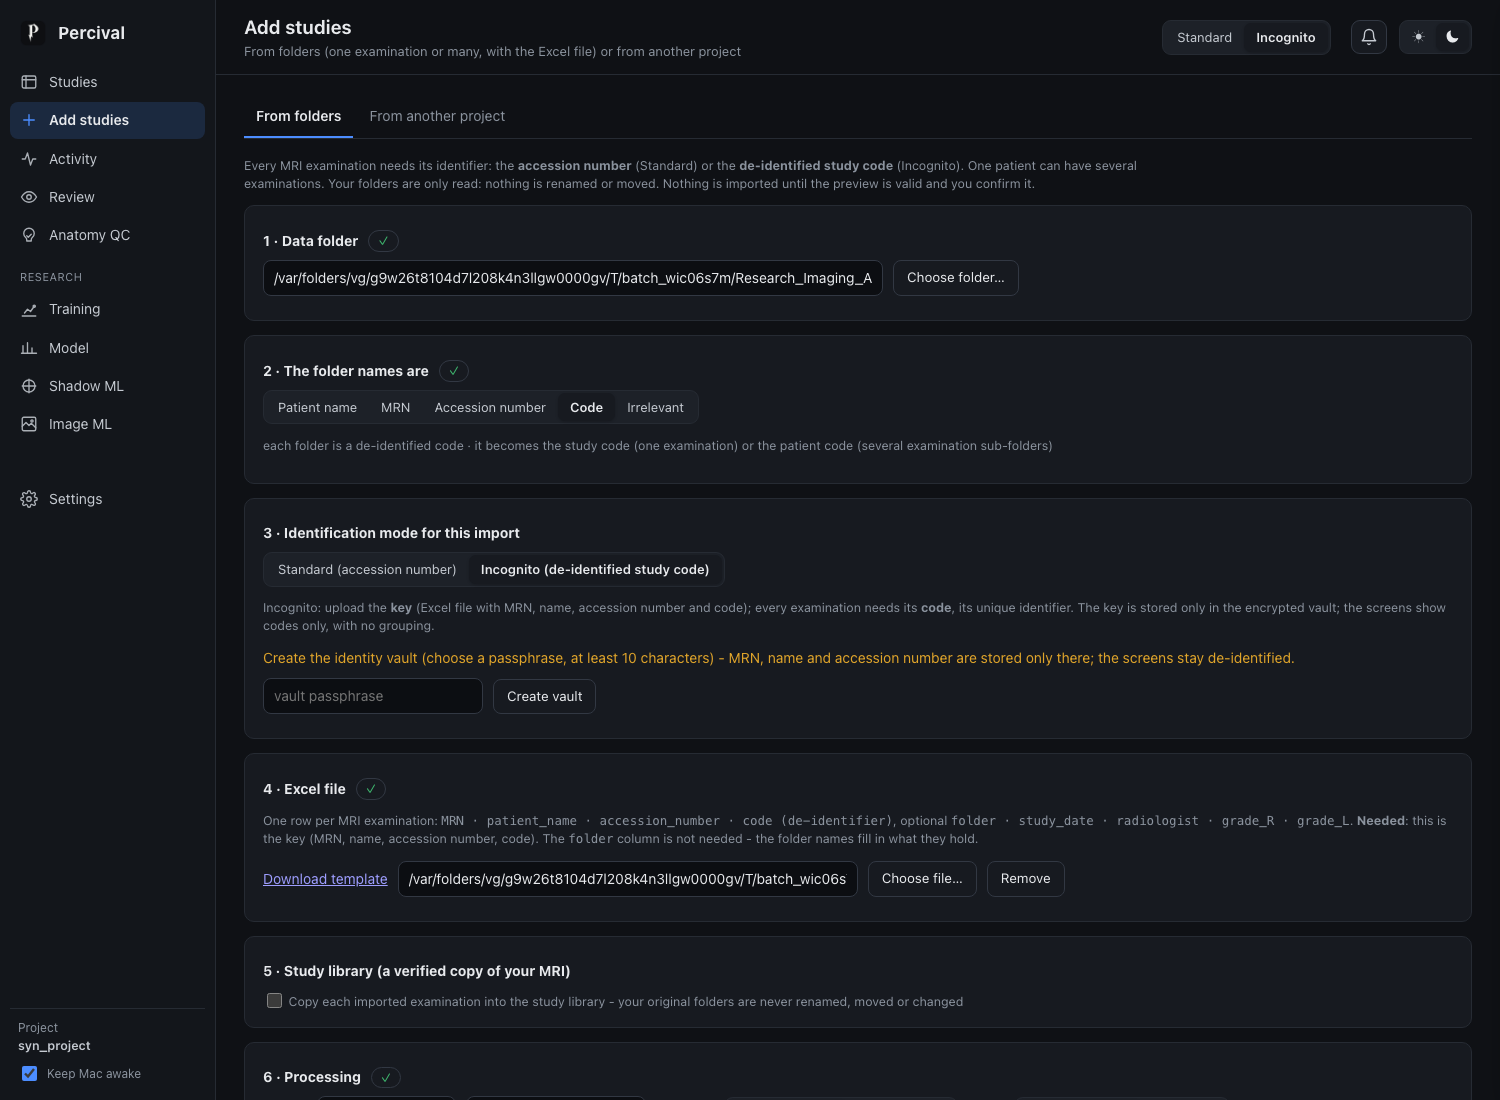 Percival
Studies
Add studies
Activity
Review
Anatomy QC
RESEARCH
Training
Model
Shadow ML
Image ML
Settings
Project
syn_project
Keep Mac awake
Add studies
From folders (one examination or many, with the Excel file) or from another project
Standard Incognito
From folders From another project
Every MRI examination needs its identifier: the accession number (Standard) or the de-identified study code (Incognito). One patient can have several
examinations. Your folders are only read: nothing is renamed or moved. Nothing is imported until the preview is valid and you confirm it.
1 · Data folder ✓
/var/folders/vg/g9w26t8104d7l208k4n3llgw0000gv/T/batch_wic06s7m/Research_Imaging_A Choose folder...
2 · The folder names are ✓
Patient name MRN Accession number Code Irrelevant
each folder is a de-identified code · it becomes the study code (one examination) or the patient code (several examination sub-folders)
3 · Identification mode for this import
Standard (accession number) Incognito (de-identified study code)
Incognito: upload the key (Excel file with MRN, name, accession number and code); every examination needs its code, its unique identifier. The key is stored only in the encrypted vault; the screens show
codes only, with no grouping.
Create the identity vault (choose a passphrase, at least 10 characters) - MRN, name and accession number are stored only there; the screens stay de-identified.
vault passphrase Create vault
4 · Excel file ✓
One row per MRI examination: MRN · patient_name · accession_number · code (de-identifier), optional folder · study_date · radiologist · grade_R · grade_L. Needed: this is
the key (MRN, name, accession number, code). The folder column is not needed - the folder names fill in what they hold.
Download template /var/folders/vg/g9w26t8104d7l208k4n3llgw0000gv/T/batch_wic06s Choose file... Remove
5 · Study library (a verified copy of your MRI)
Copy each imported examination into the study library - your original folders are never renamed, moved or changed
6 · Processing ✓